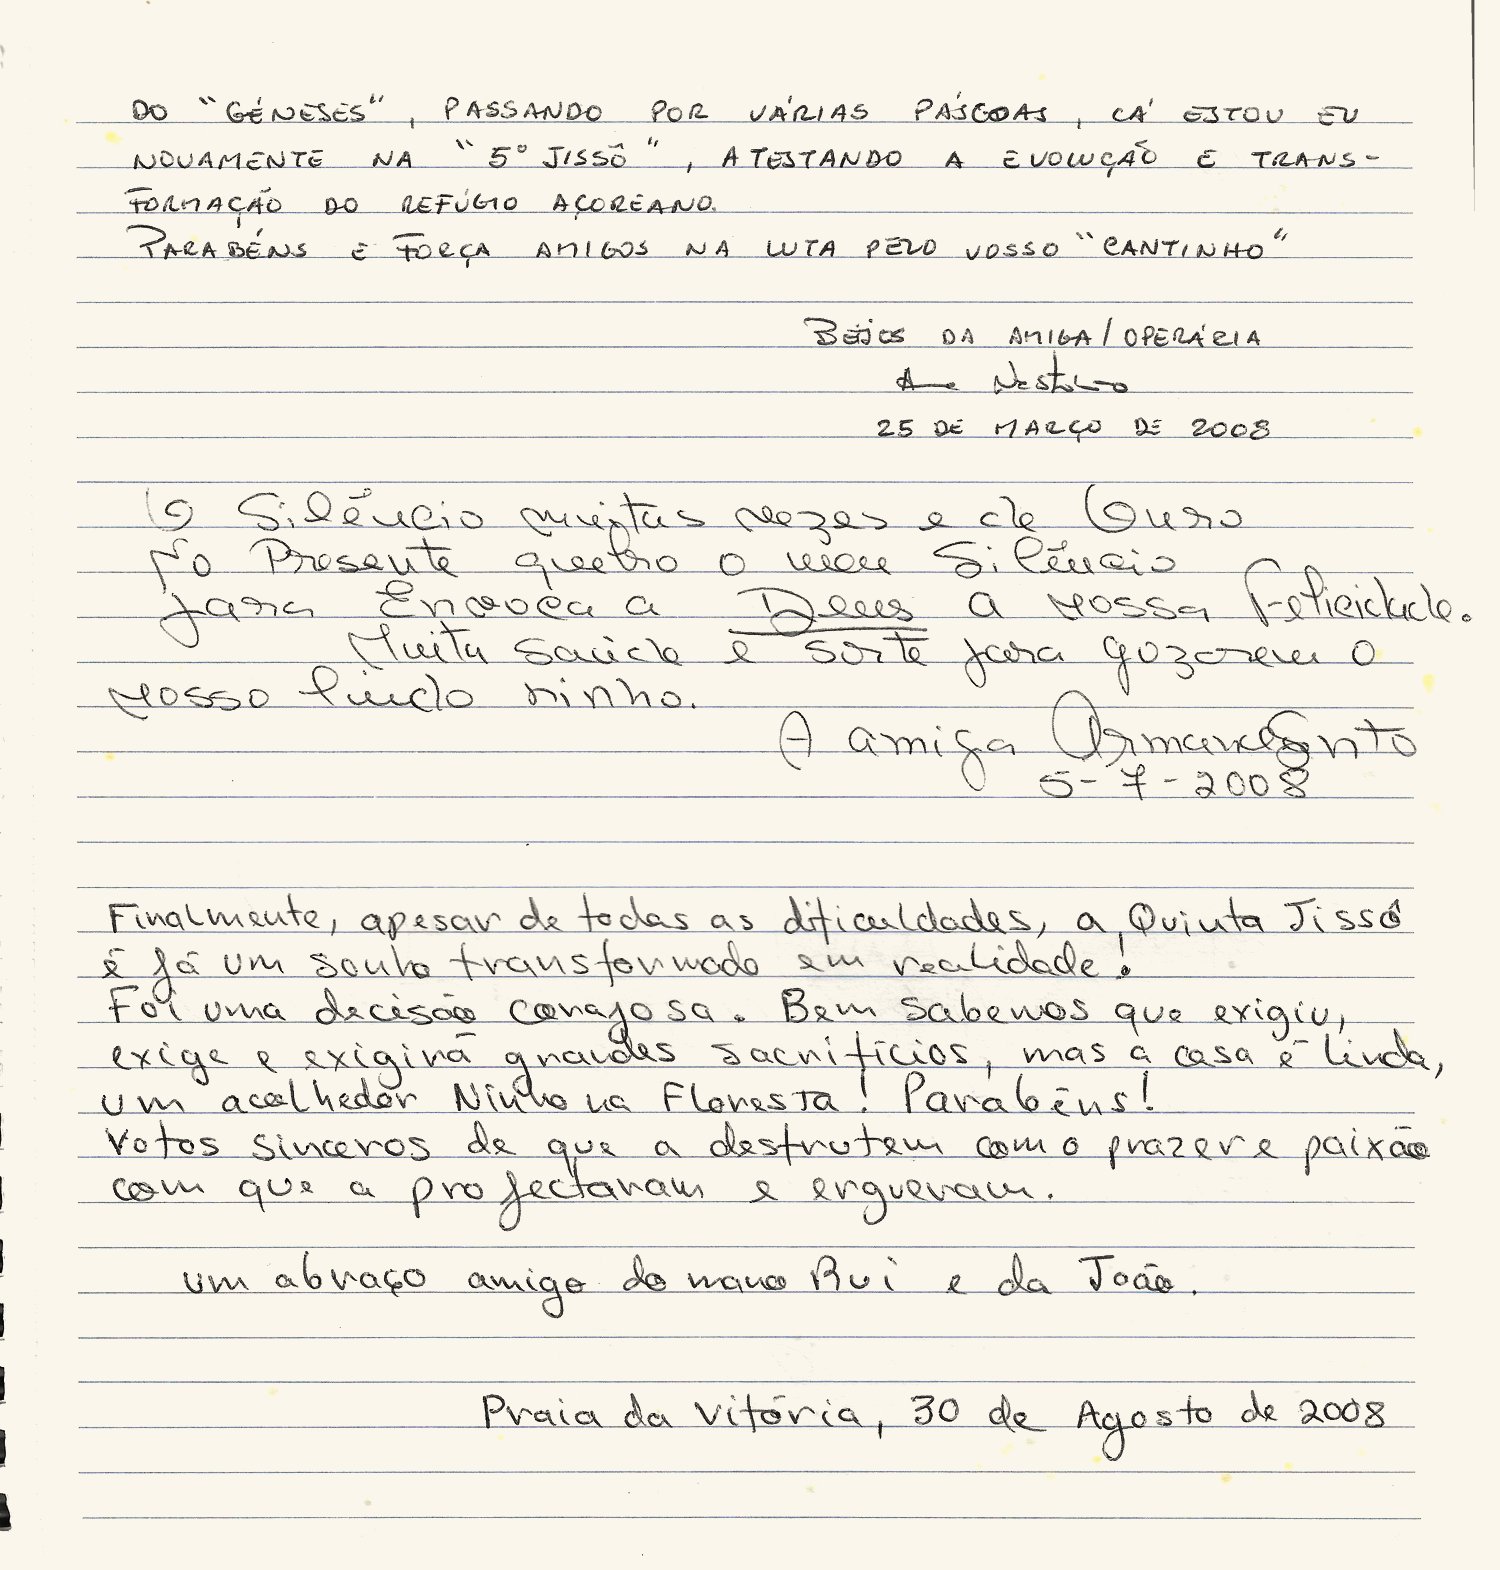 DO "GÉNESES", PASSANDO POR VÁRIAS PÁSCOAS, CÁ ESTOU EU
NOVAMENTE NA "5º JISSÔ", ATESTANDO A EVOLUÇÃO E TRANS-
FORMAÇÃO DO REFÚGIO AÇOREANO.
PARABÉNS E FORÇA AMIGOS NA LUTA PELO VOSSO "CANTINHO"
BEIJOS DA AMIGA/OPERÁRIA
25 DE MARÇO DE 2008
O Silêncio muitas vezes e de Ouro
No Presente quebro o meu Silêncio
para Envoca a Deus a vossa Felicidade.
Muita saúde e sorte para gozarem o
vosso lindo ninho.
A amiga
5-7-2008
Finalmente, apesar de todas as dificuldades, a Quinta Jissô
é já um sonho transformado em realidade!
Foi uma decisão corajosa. Bem sabemos que exigiu,
exige e exigirá grandes sacrifícios, mas a casa é linda,
um acolhedor Ninho na Floresta! Parabéns!
Votos sinceros de que a desfrutem com o prazer e paixão
com que a projectaram e ergueram.
um abraço amigo do mano Rui e da João.
Praia da Vitória, 30 de Agosto de 2008